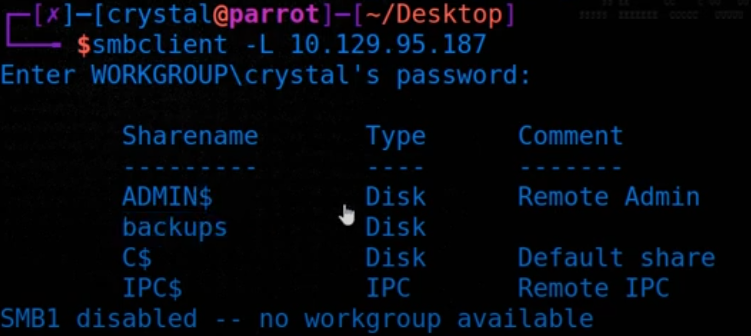 [x]-[crystal@parrot]-[~/Desktop]
$smbclient -L 10.129.95.187
Enter WORKGROUP\crystal's password:
Sharename Type Comment
--------- ---- -------
ADMIN$ Disk Remote Admin
backups Disk
C$ Disk Default share
IPC$ IPC Remote IPC
SMB1 disabled -- no workgroup available